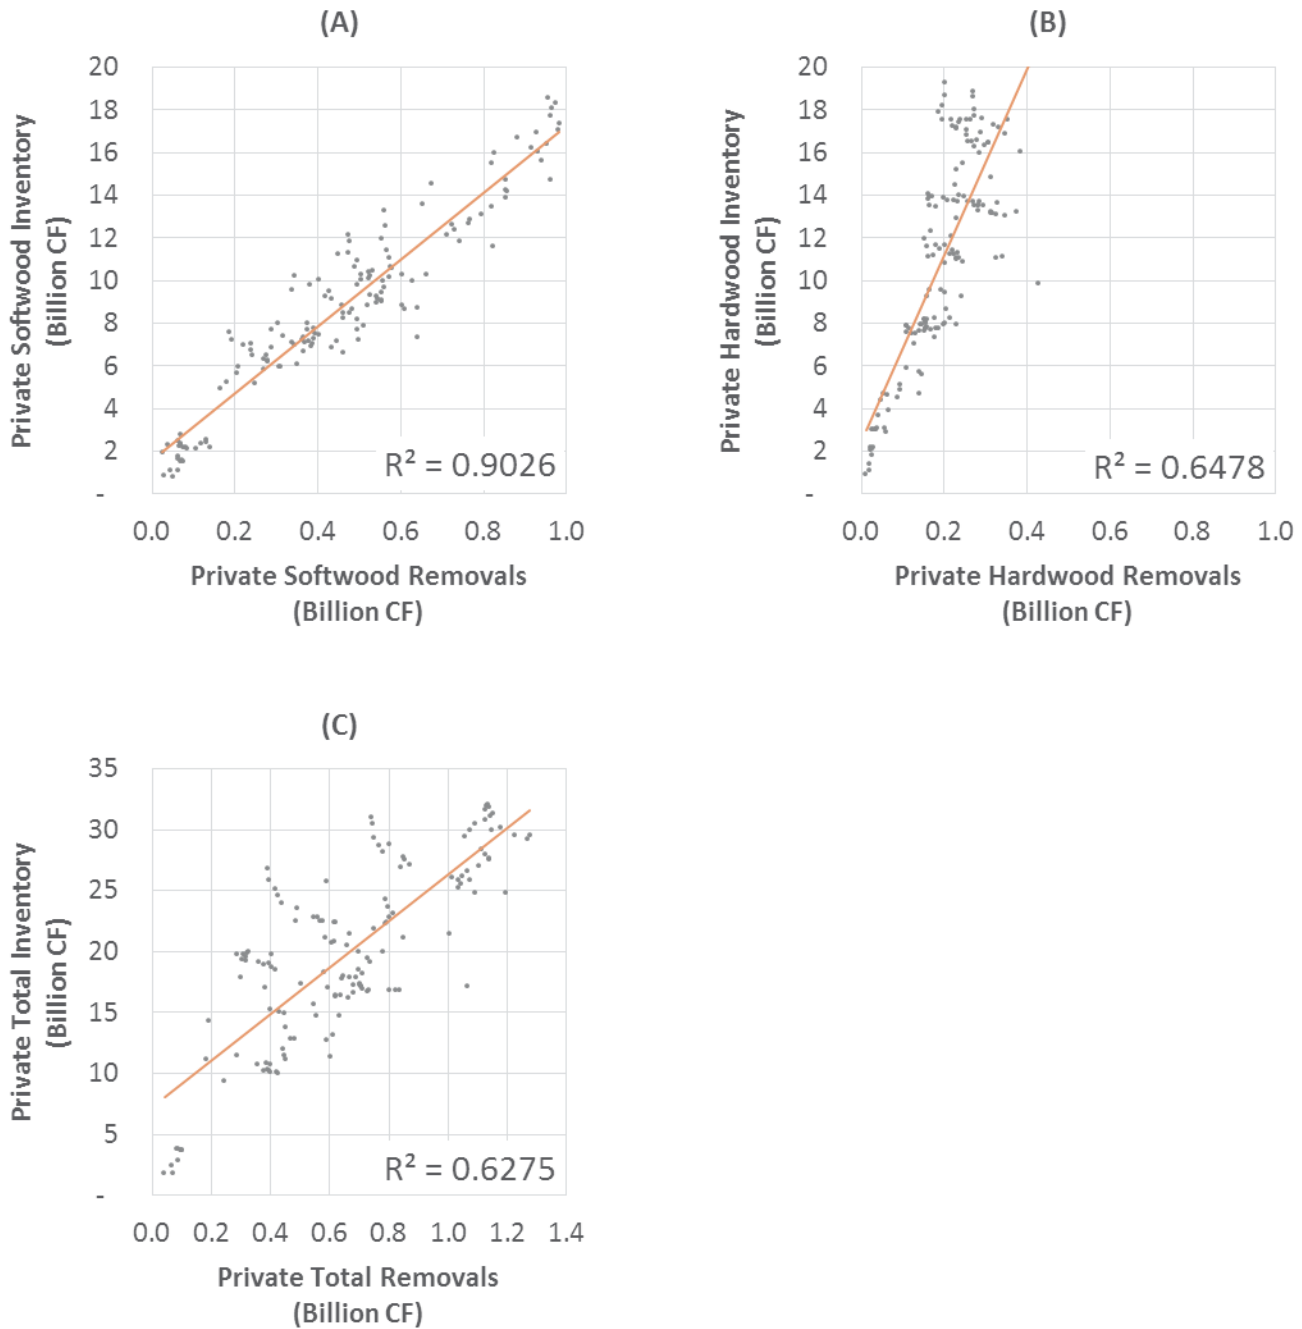 (A)
Private Softwood Inventory
(Billion CF)
20
18
16
14
12
10
8
6
4
2
-
R² = 0.9026
0.0 0.2 0.4 0.6 0.8 1.0
Private Softwood Removals
(Billion CF)
(B)
Private Hardwood Inventory
(Billion CF)
20
18
16
14
12
10
8
6
4
2
-
R² = 0.6478
0.0 0.2 0.4 0.6 0.8 1.0
Private Hardwood Removals
(Billion CF)
(C)
Private Total Inventory
(Billion CF)
35
30
25
20
15
10
5
-
R² = 0.6275
0.0 0.2 0.4 0.6 0.8 1.0 1.2 1.4
Private Total Removals
(Billion CF)